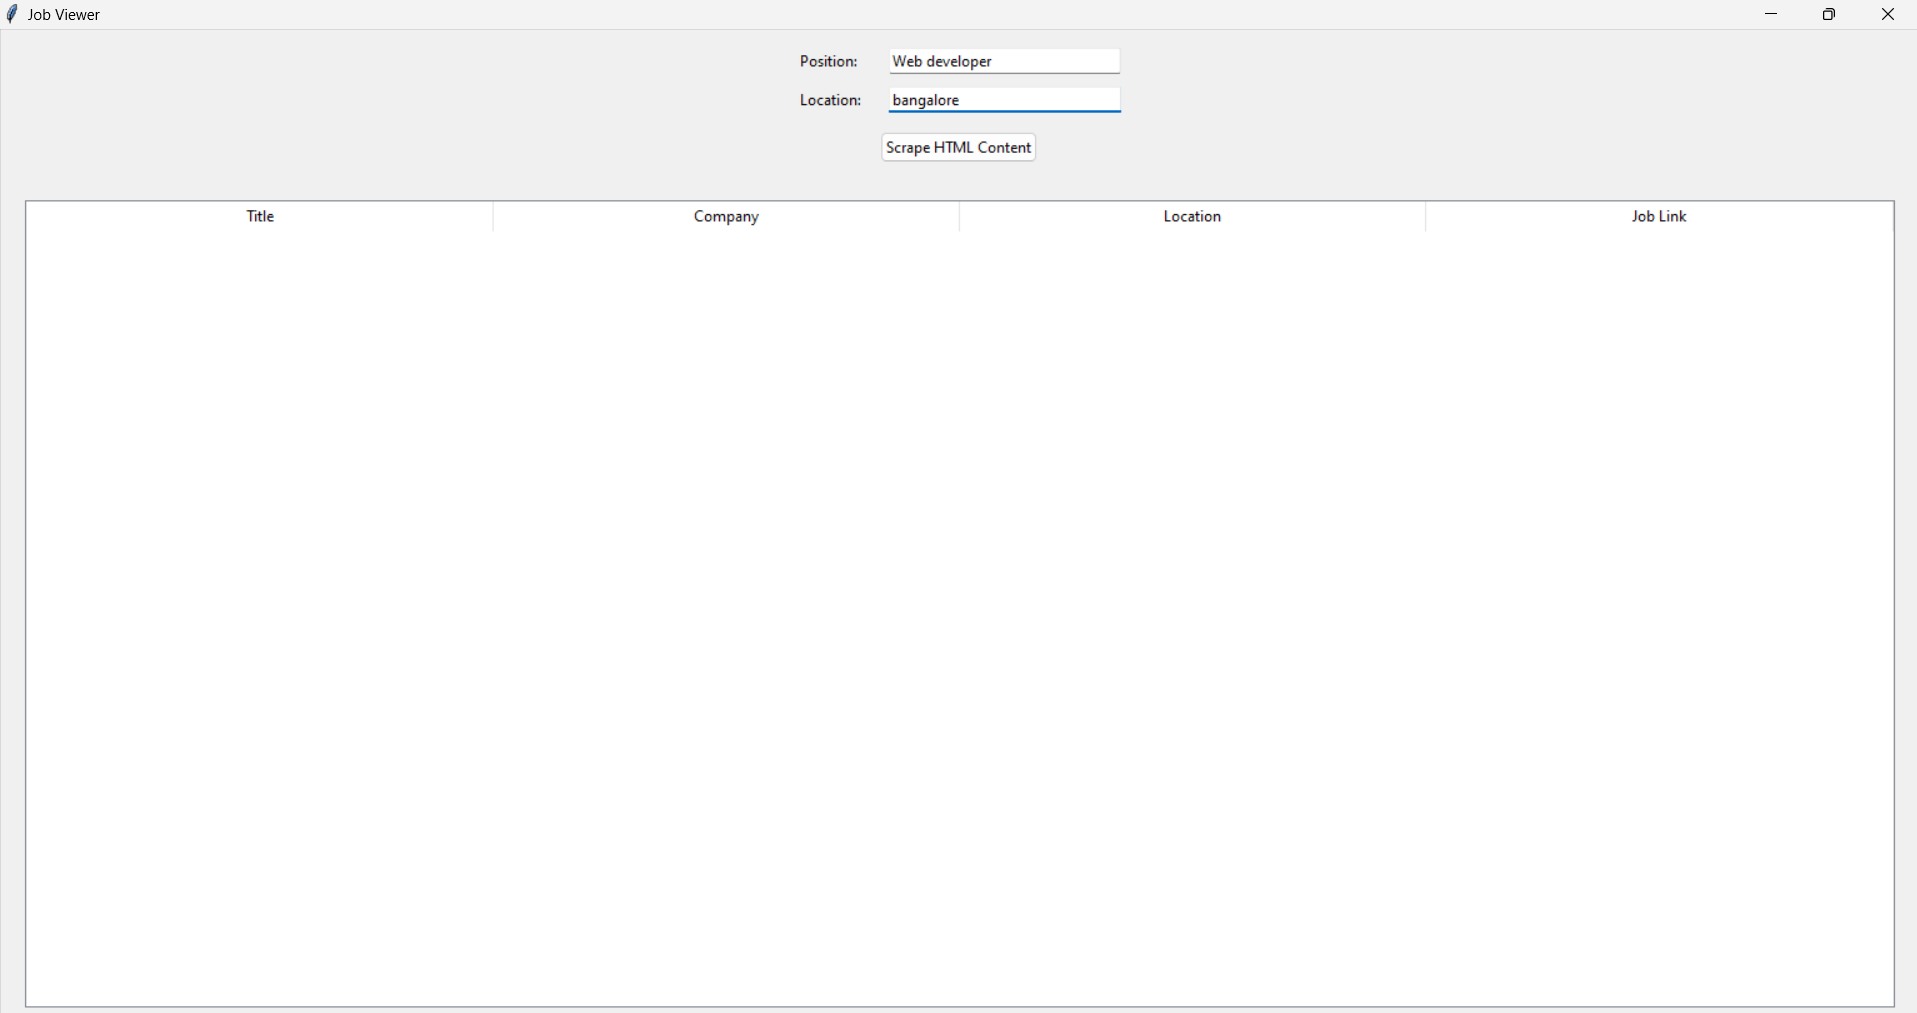 Job Viewer
Position: Web developer
Location: bangalore
Scrape HTML Content
Title Company Location Job Link